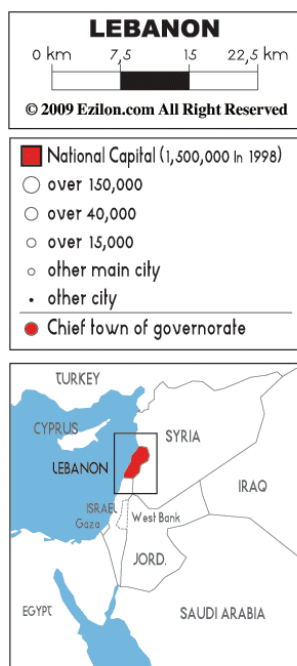 LEBANON
0 km 7,5 15 22,5 km
© 2009 Ezilon.com All Right Reserved
National Capital (1,500,000 In 1998)
over 150,000
over 40,000
over 15,000
other main city
other city
Chief town of governorate
TURKEY
CYPRUS
SYRIA
LEBANON
IRAQ
ISRAEL
West Bank
Gaza
JORD.
EGYPT
SAUDI ARABIA